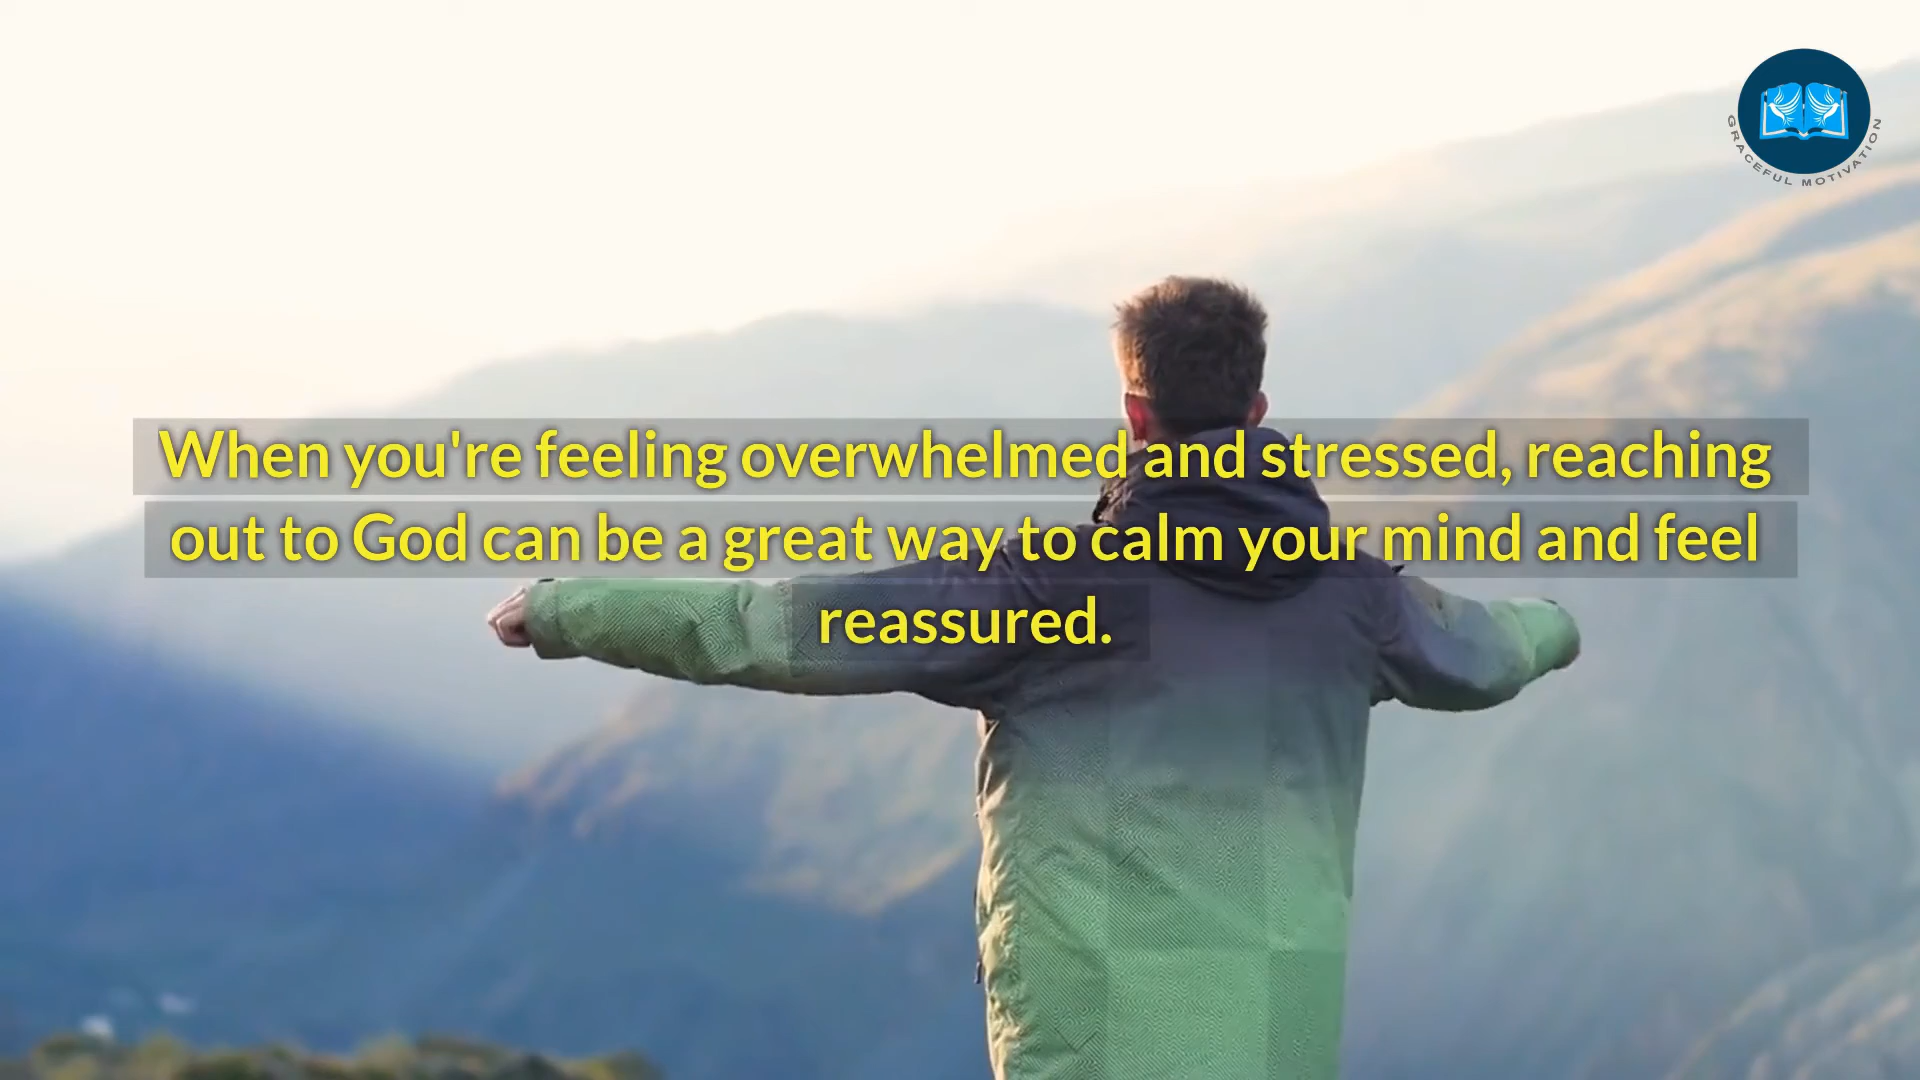 GRACEFUL MOTIVATION
When you're feeling overwhelmed and stressed, reaching
out to God can be a great way to calm your mind and feel
reassured.